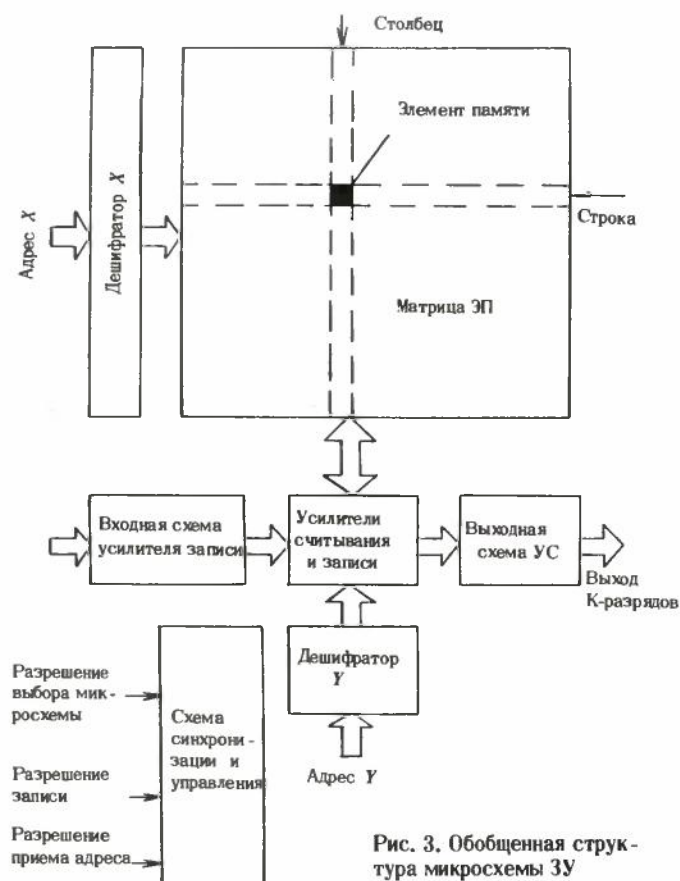 Столбец
Элемент памяти
Адрес X
Дешифратор X
Строка
Матрица ЭП
Входная схема
усилителя записи
Усилители
считывания
и записи
Выходная
схема УС
Выход
К-разрядов
Дешифратор
Y
Адрес Y
Разрешение
выбора мик-
росхемы
Схема
синхрони-
зации и
управления
Разрешение
записи
Разрешение
приема адреса
Рис. 3. Обобщенная струк-
тура микросхемы ЗУ